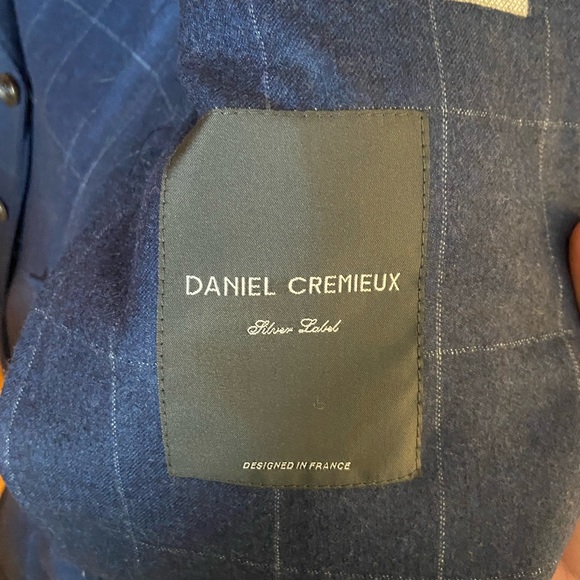 DANIEL CREMIEUX
Silver Label
DESIGNED IN FRANCE